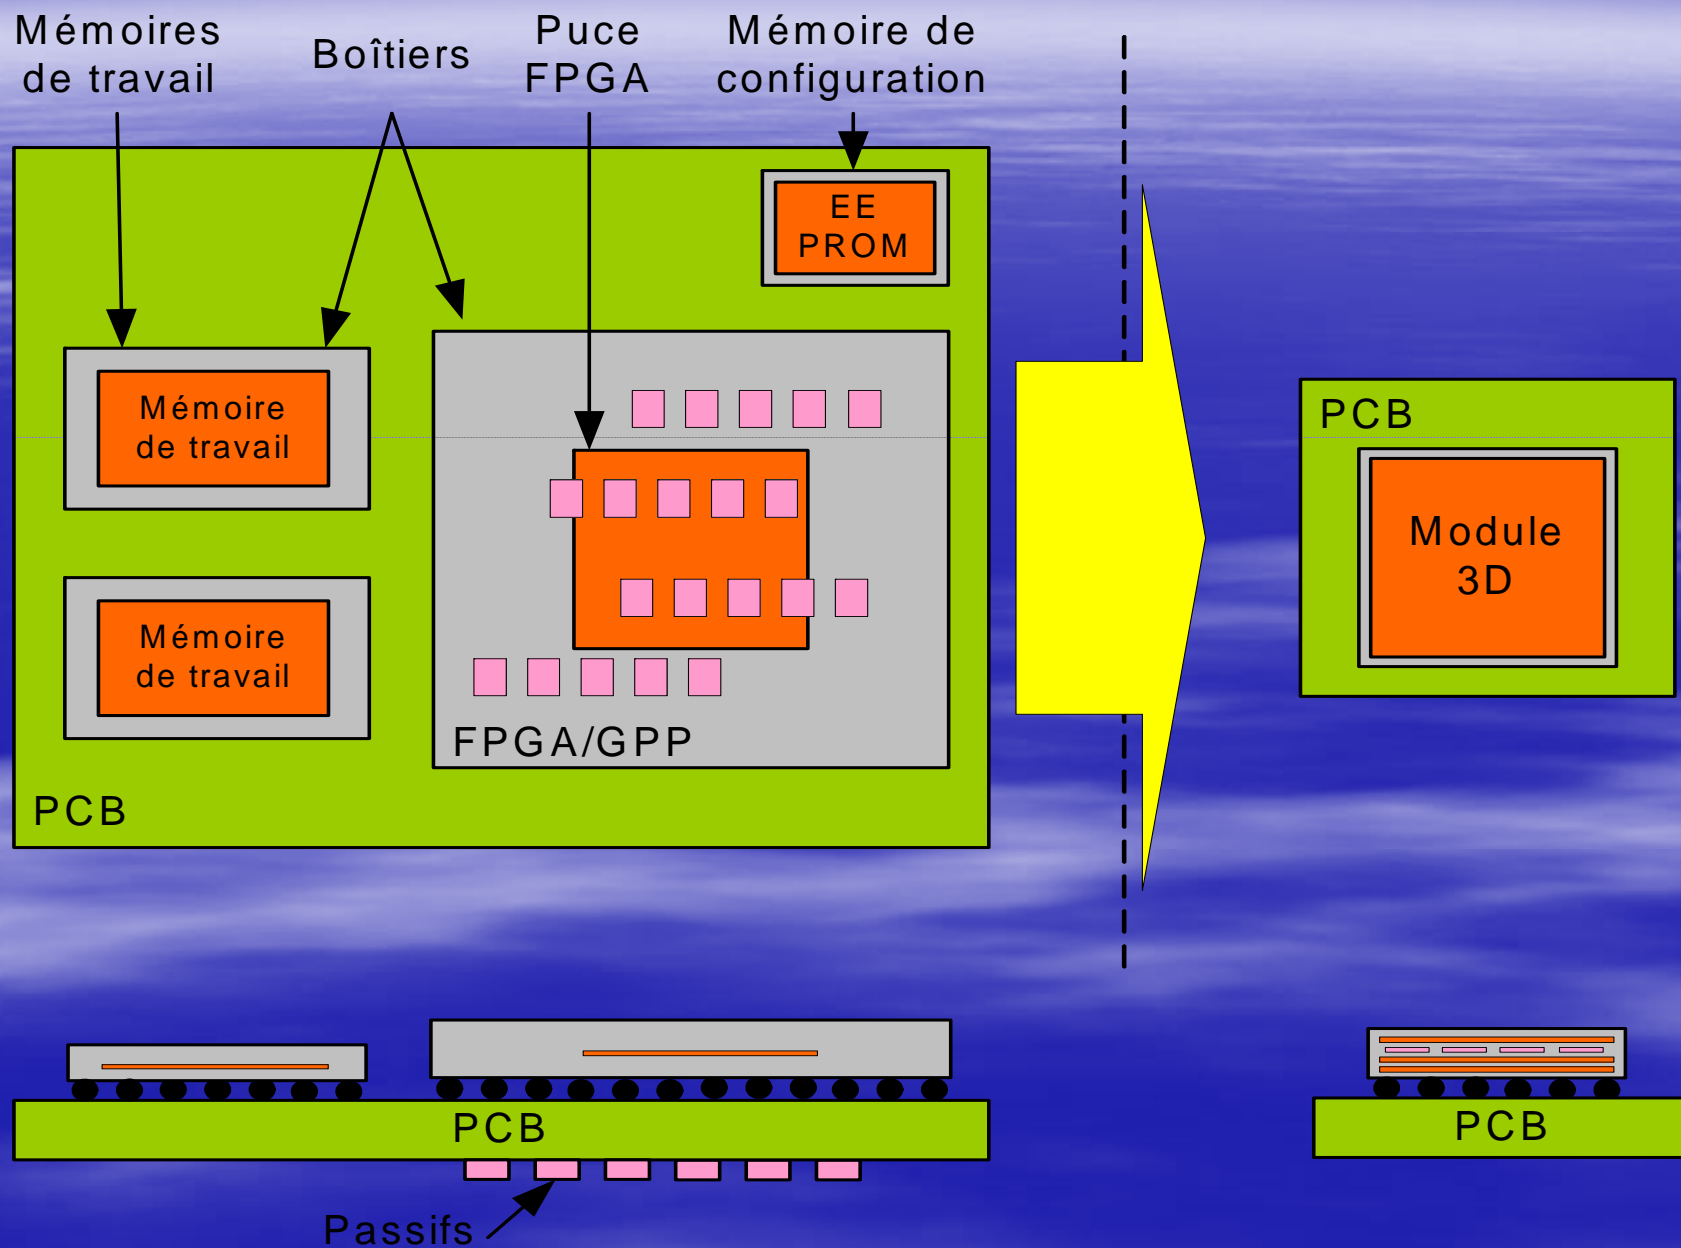 Mémoires
de travail
Boîtiers
Puce
FPGA
Mémoire de
configuration
EE
PROM
Mémoire
de travail
Mémoire
de travail
FPGA/GPP
PCB
PCB
Module
3D
PCB
PCB
Passifs